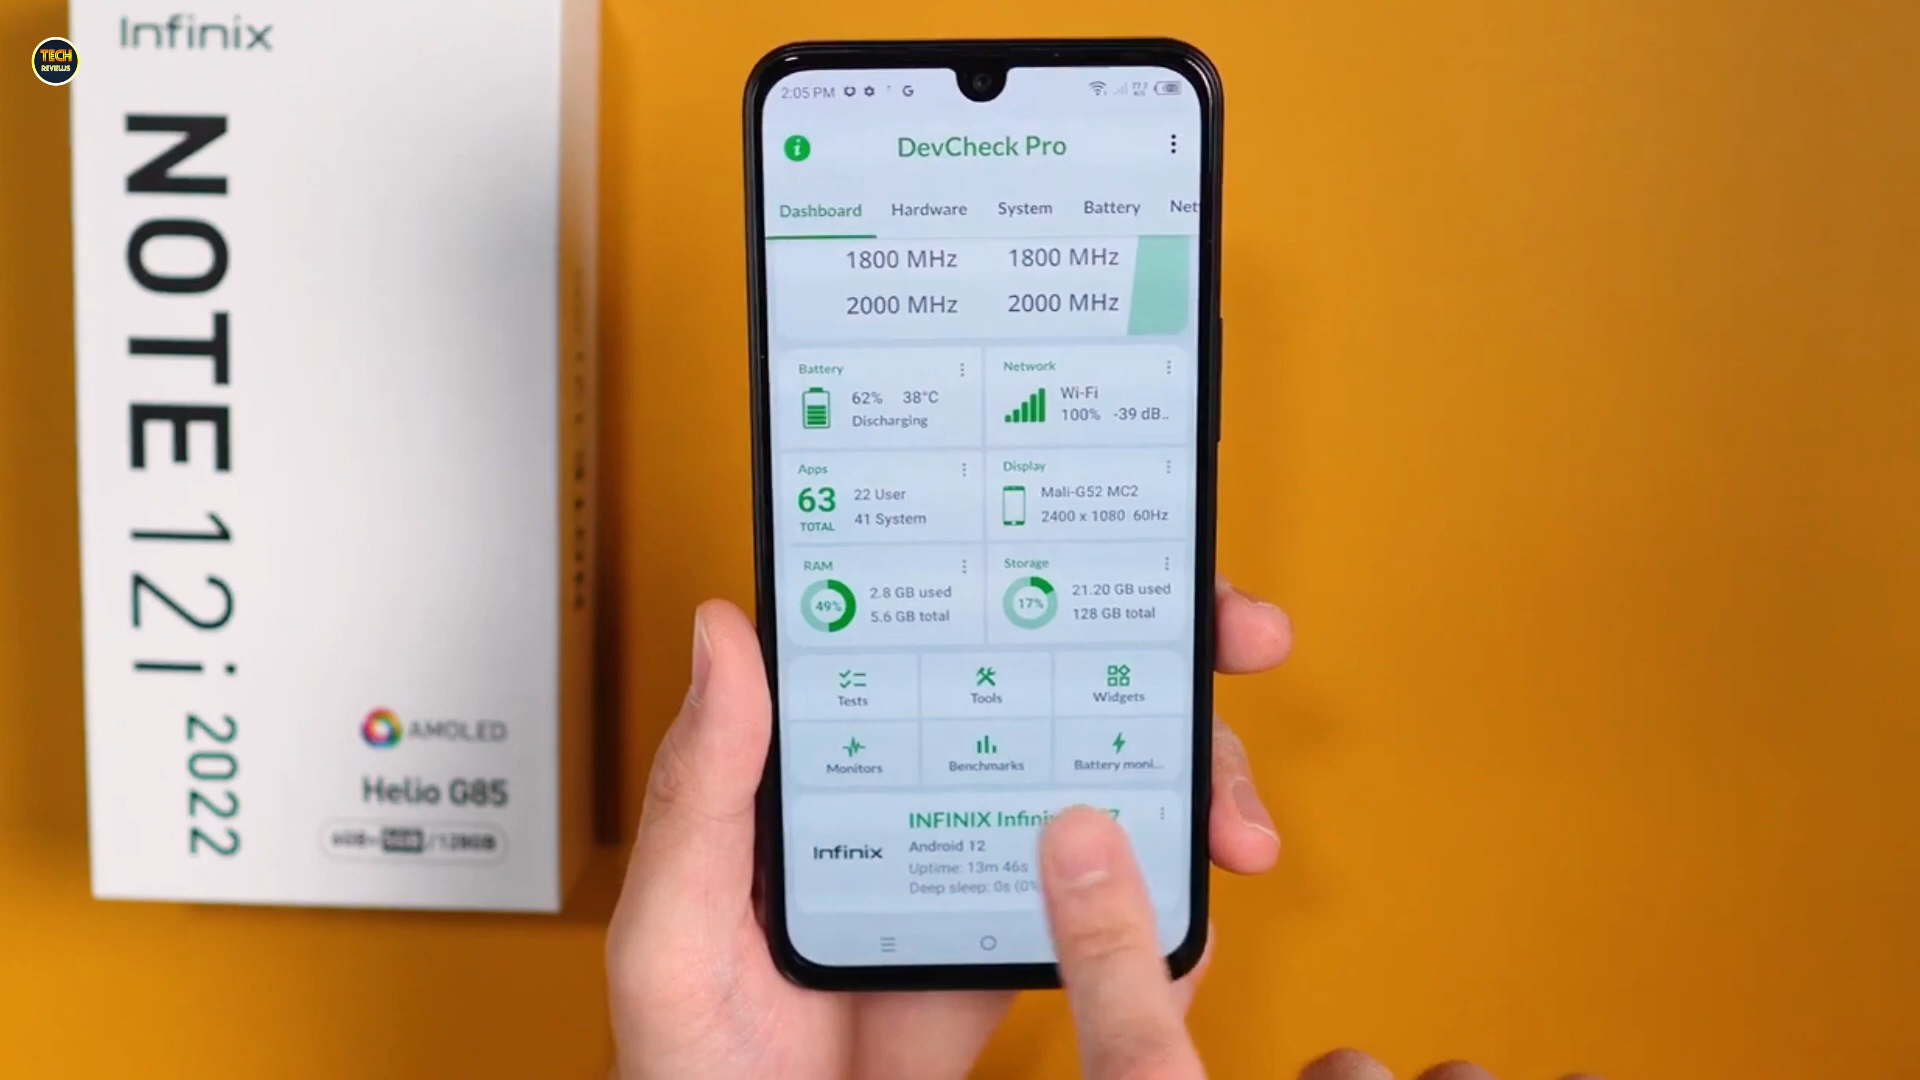 TECH
REVIEWS
Infinix
NOTE 12i 2022
AMOLED
Helio G85
2:05 PM
DevCheck Pro
Dashboard Hardware System Battery Net
1800 MHz 1800 MHz
2000 MHz 2000 MHz
Battery
62% 38°C
Discharging
Network
Wi-Fi
100% -39 dB..
Apps
63
TOTAL
22 User
41 System
Display
Mali-G52 MC2
2400 x 1080 60Hz
RAM
49%
2.8 GB used
5.6 GB total
Storage
17%
21.20 GB used
128 GB total
Tests
Tools
Widgets
Monitors
Benchmarks
Battery moni...
Infinix
INFINIX Infinix
Android 12
Uptime: 13m 46s
Deep sleep: 0s (0%